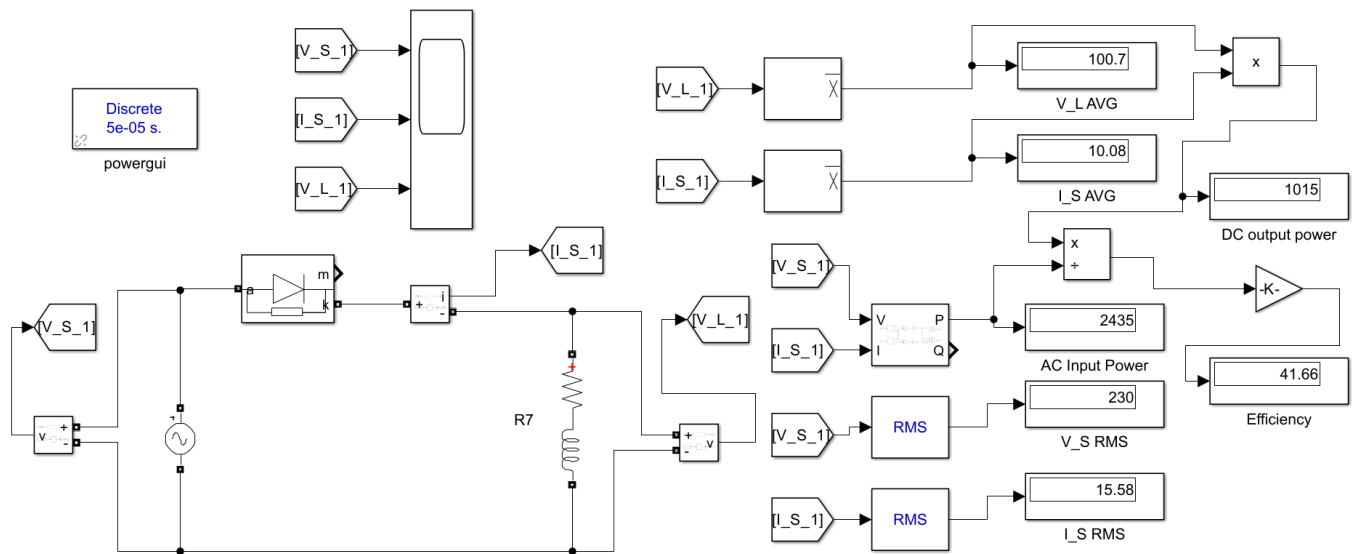 [V_S_1]
[I_S_1]
[V_L_1]
Discrete
5e-05 s.
powergui
[V_L_1]
X
100.7
V_L AVG
x
[I_S_1]
X
10.08
I_S AVG
1015
DC output power
[I_S_1]
m
a
k
i
+
-
[V_S_1]
v
+
-
+
R7
[V_L_1]
+
-
v
[V_S_1]
[I_S_1]
V
I
P
Q
x
÷
-K-
2435
AC Input Power
41.66
Efficiency
[V_S_1]
RMS
230
V_S RMS
[I_S_1]
RMS
15.58
I_S RMS